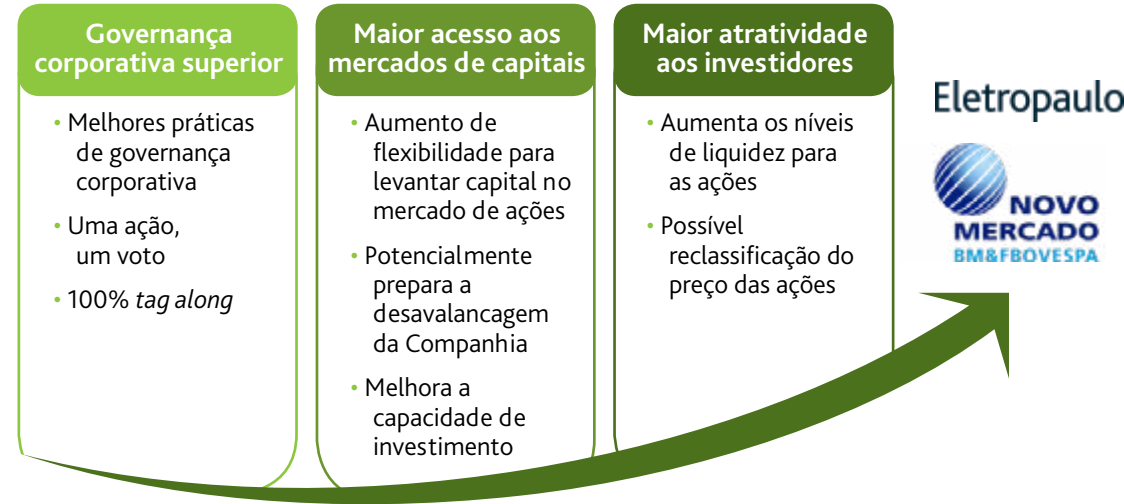 Governança
corporativa superior
• Melhores práticas
de governança
corporativa
• Uma ação,
um voto
• 100% tag along
Maior acesso aos
mercados de capitais
• Aumento de
flexibilidade para
levantar capital no
mercado de ações
• Potencialmente
prepara a
desavalancagem
da Companhia
• Melhora a
capacidade de
investimento
Maior atratividade
aos investidores
• Aumenta os níveis
de liquidez para
as ações
• Possível
reclassificação do
preço das ações
Eletropaulo
NOVO
MERCADO
BM&FBOVESPA